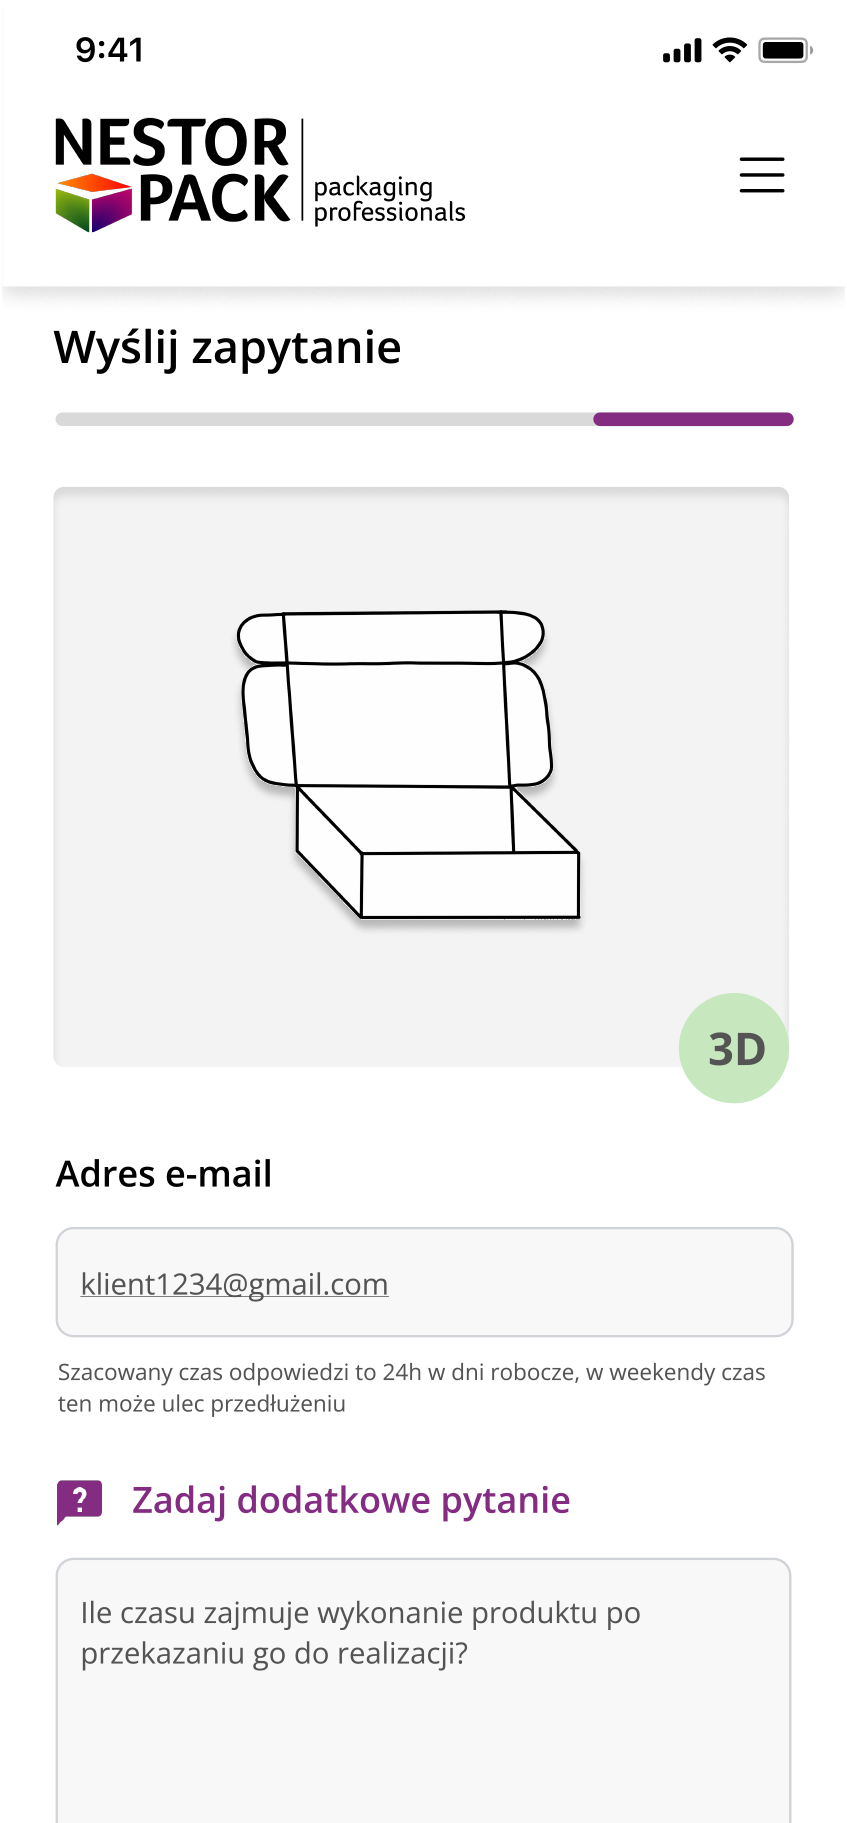 9:41
NESTOR
PACK
packaging
professionals
Wyślij zapytanie
3D
Adres e-mail
klient1234@gmail.com
Szacowany czas odpowiedzi to 24h w dni robocze, w weekendy czas
ten może ulec przedłużeniu
?
Zadaj dodatkowe pytanie
Ile czasu zajmuje wykonanie produktu po
przekazaniu go do realizacji?